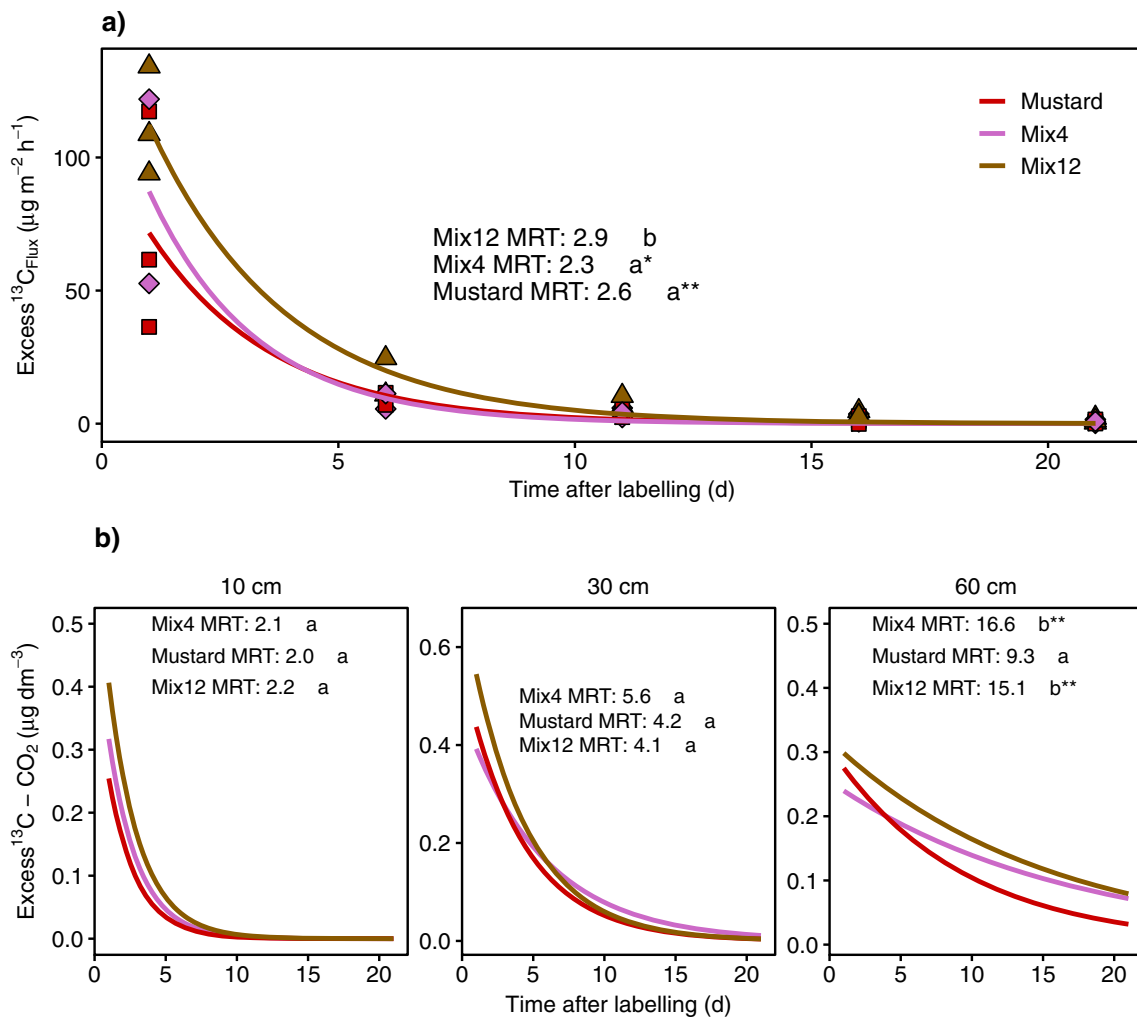 a)
Excess¹³C_Flux (µg m⁻² h⁻¹)
100
50
0
Mustard
Mix4
Mix12
Mix12 MRT: 2.9 b
Mix4 MRT: 2.3 a*
Mustard MRT: 2.6 a**
0 5 10 15 20
Time after labelling (d)
b)
Excess¹³C – CO₂ (µg dm⁻³)
10 cm
0.5
0.4
0.3
0.2
0.1
0.0
Mix4 MRT: 2.1 a
Mustard MRT: 2.0 a
Mix12 MRT: 2.2 a
0 5 10 15 20
30 cm
0.6
0.4
0.2
0.0
Mix4 MRT: 5.6 a
Mustard MRT: 4.2 a
Mix12 MRT: 4.1 a
0 5 10 15 20
60 cm
0.5
0.4
0.3
0.2
0.1
0.0
Mix4 MRT: 16.6 b**
Mustard MRT: 9.3 a
Mix12 MRT: 15.1 b**
0 5 10 15 20
Time after labelling (d)